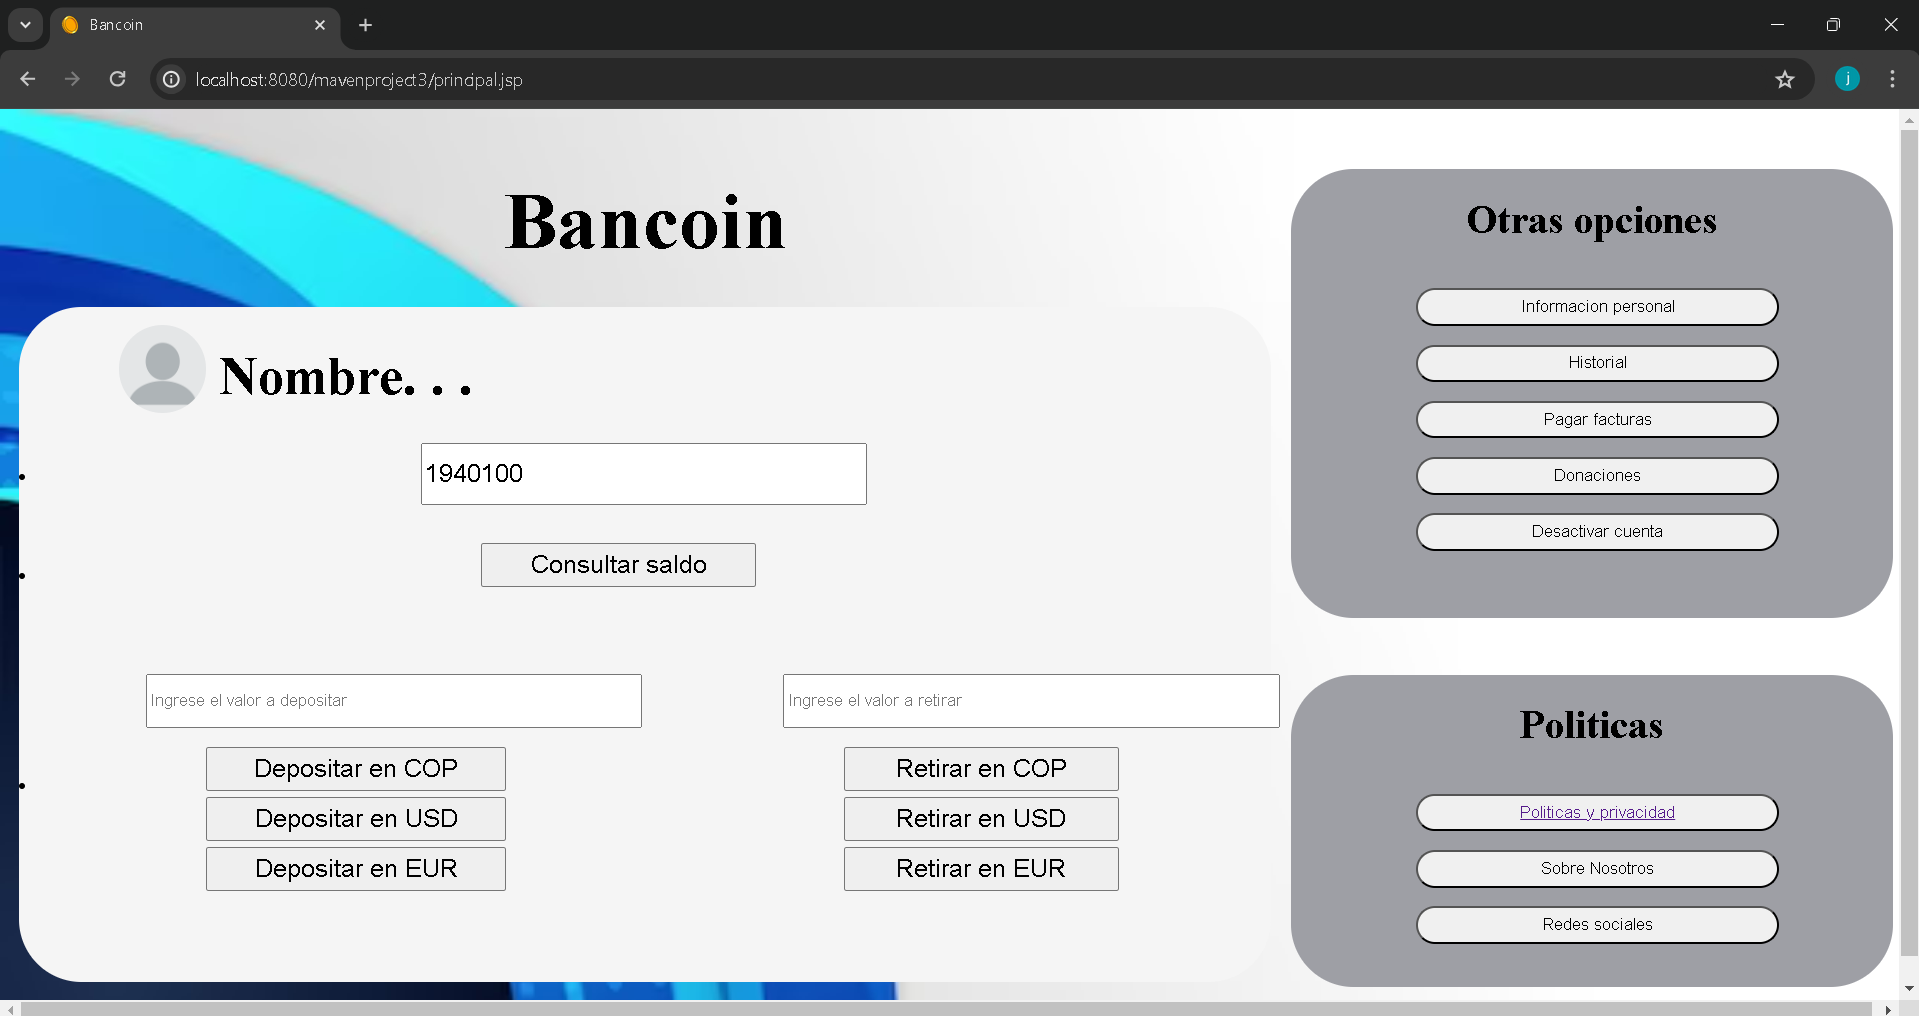 Bancoin
localhost:8080/mavenproject3/principal.jsp
j
Bancoin
Nombre. . .
1940100
Consultar saldo
Ingrese el valor a depositar
Ingrese el valor a retirar
Depositar en COP
Retirar en COP
Depositar en USD
Retirar en USD
Depositar en EUR
Retirar en EUR
Otras opciones
Informacion personal
Historial
Pagar facturas
Donaciones
Desactivar cuenta
Politicas
Politicas y privacidad
Sobre Nosotros
Redes sociales